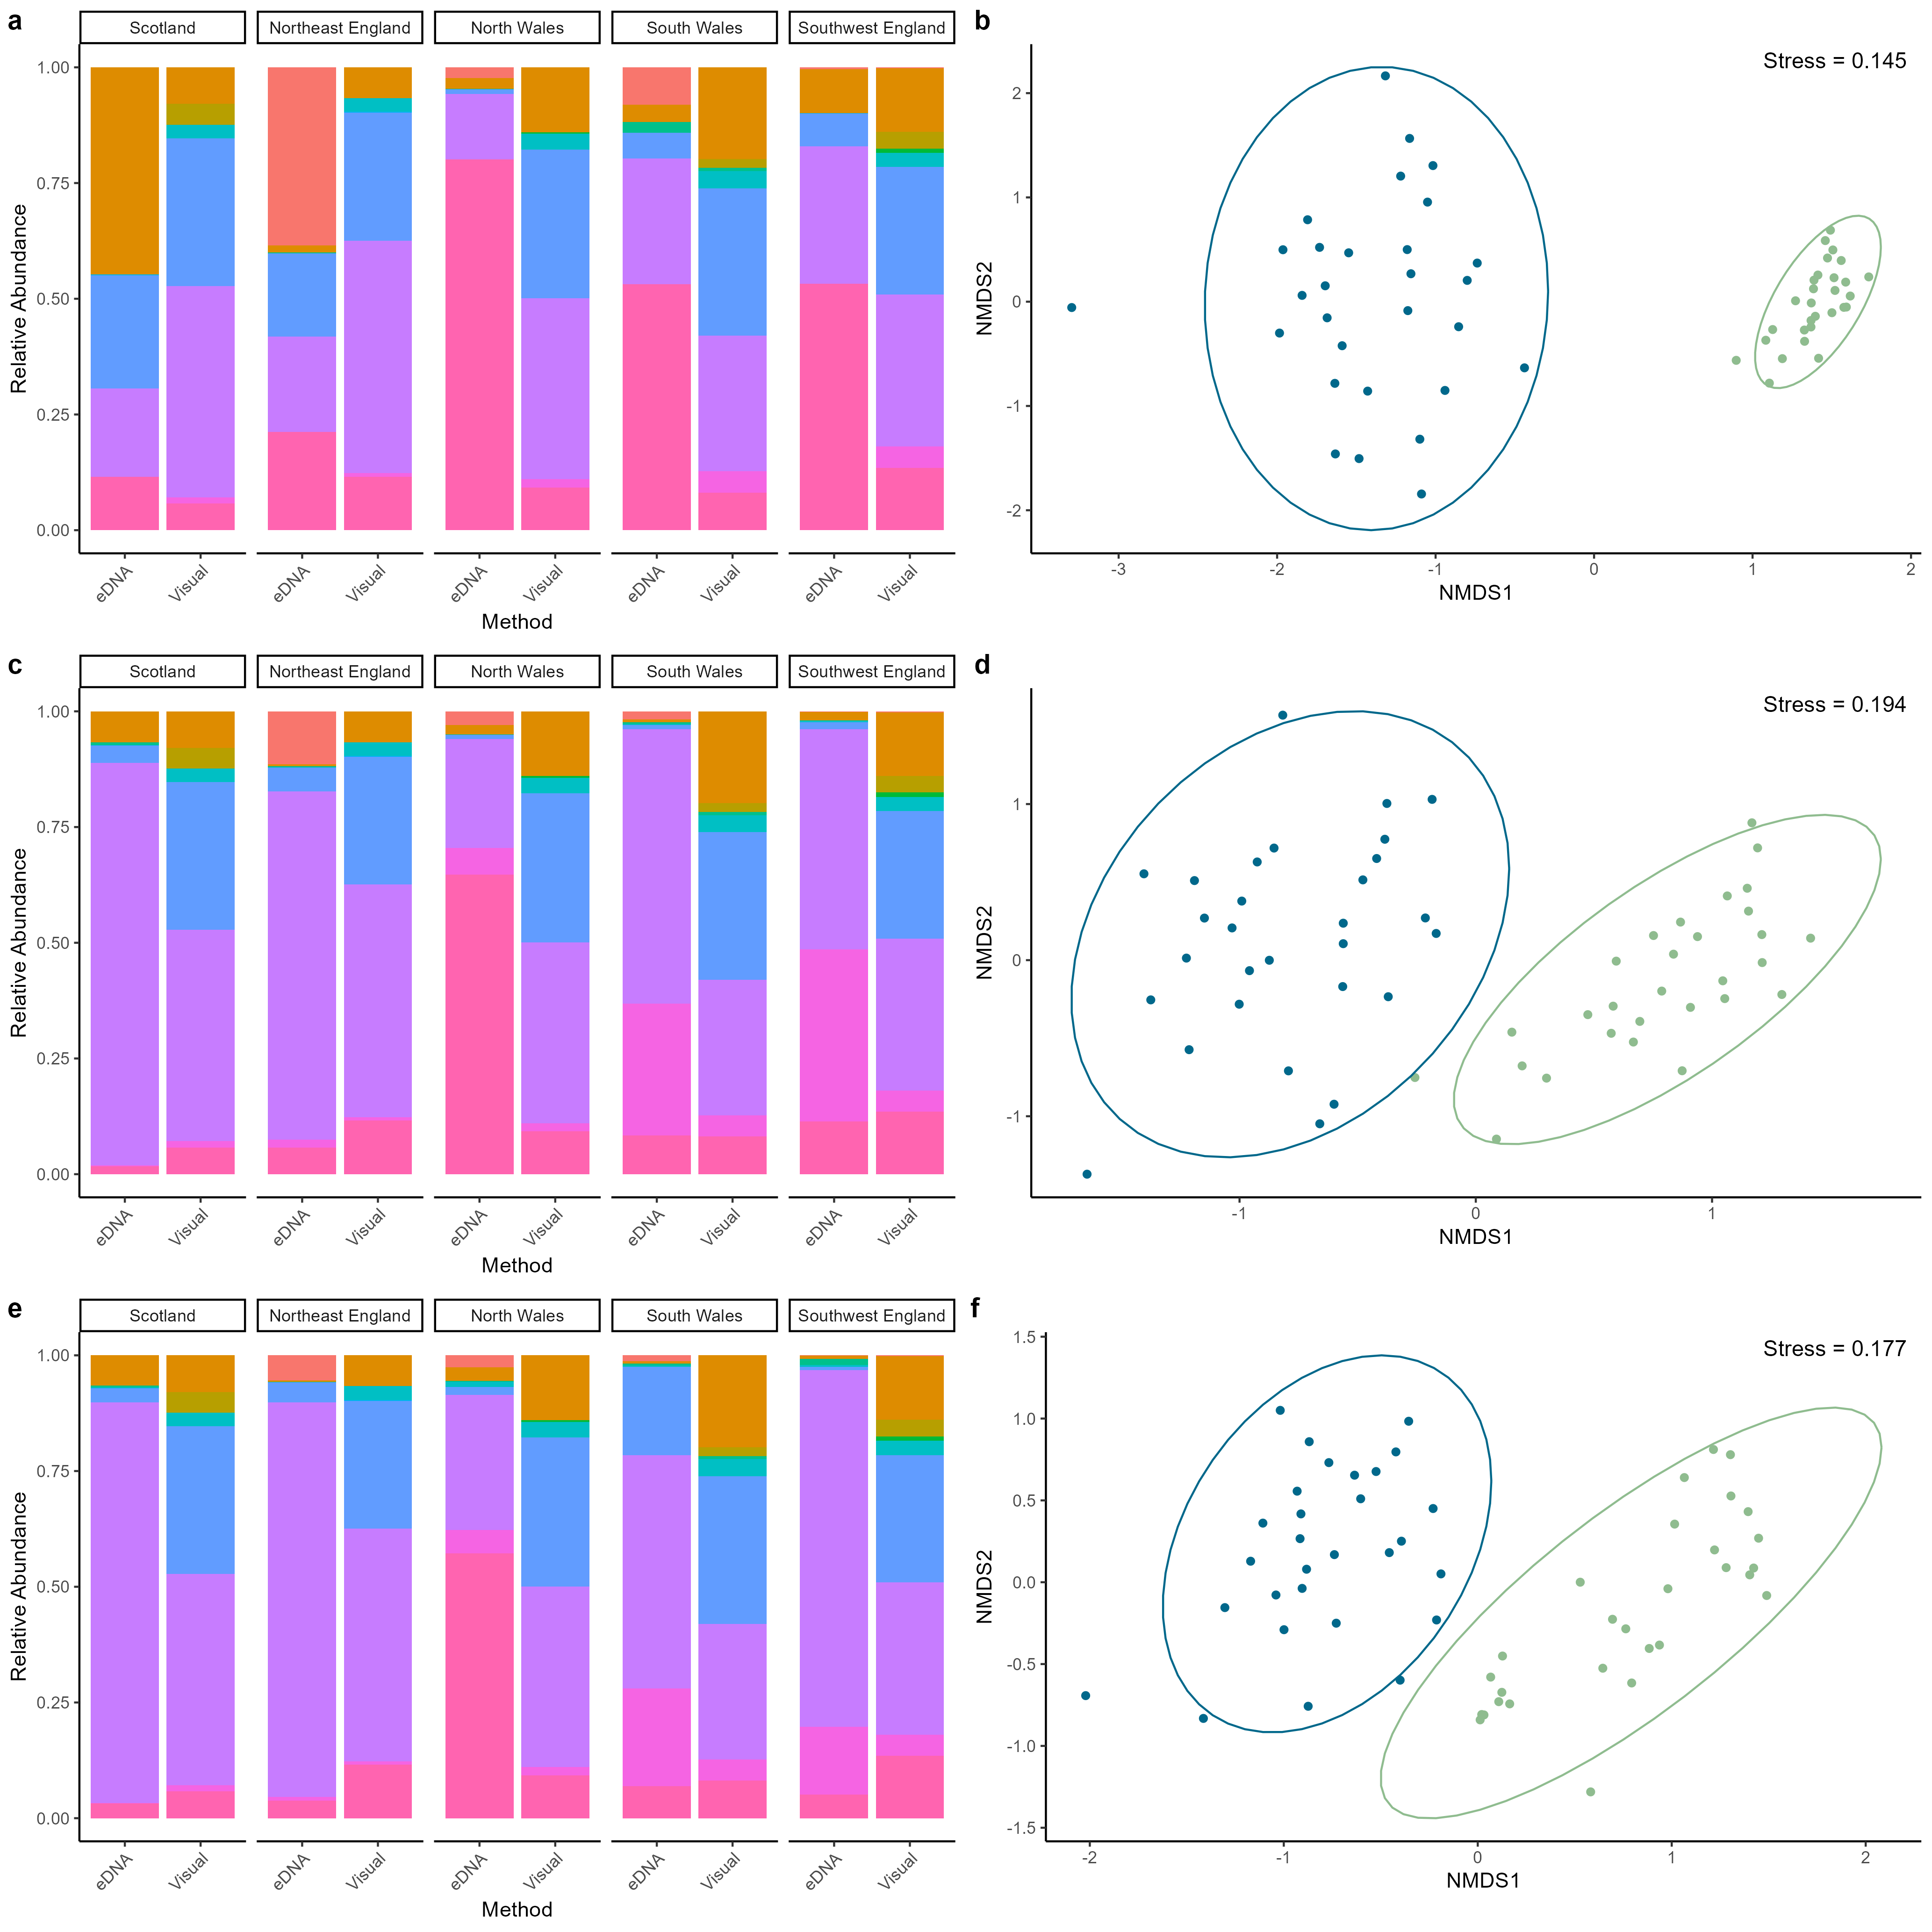 a
Scotland Northeast England North Wales South Wales Southwest England
1.00
0.75
0.50
0.25
0.00
Relative Abundance
eDNA Visual eDNA Visual eDNA Visual eDNA Visual eDNA Visual
Method
b
Stress = 0.145
2
1
0
-1
-2
NMDS2
-3 -2 -1 0 1 2
NMDS1
c
Scotland Northeast England North Wales South Wales Southwest England
1.00
0.75
0.50
0.25
0.00
Relative Abundance
eDNA Visual eDNA Visual eDNA Visual eDNA Visual eDNA Visual
Method
d
Stress = 0.194
1
0
-1
NMDS2
-1 0 1
NMDS1
e
Scotland Northeast England North Wales South Wales Southwest England
1.00
0.75
0.50
0.25
0.00
Relative Abundance
eDNA Visual eDNA Visual eDNA Visual eDNA Visual eDNA Visual
Method
f
Stress = 0.177
1.5
1.0
0.5
0.0
-0.5
-1.0
-1.5
NMDS2
-2 -1 0 1 2
NMDS1